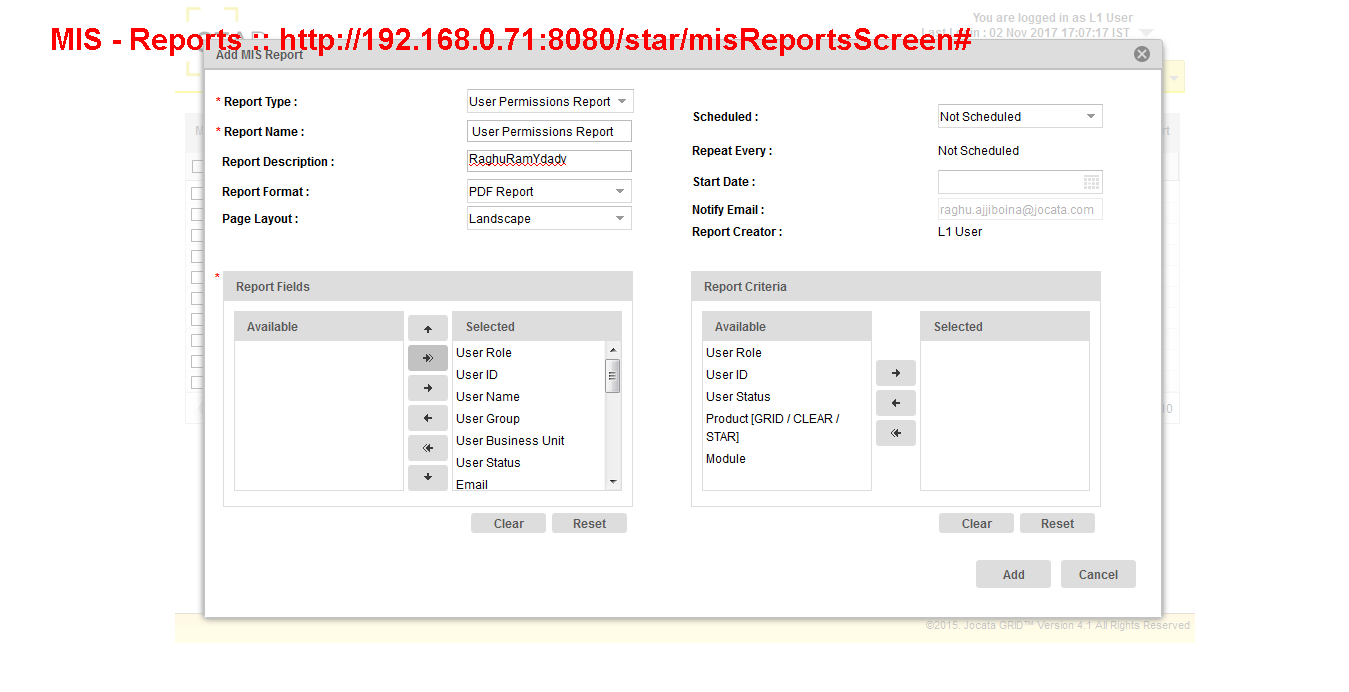 You are logged in as L1 User
MIS - Reports :: http://192.168.0.71:8080/star/misReportsScreen#
: 02 Nov 2017 17:07:17 IST
Add MIS Report
* Report Type :
User Permissions Report
* Report Name :
User Permissions Report
Report Description :
RaghuRamYdadv
Report Format :
PDF Report
Page Layout :
Landscape
Scheduled :
Not Scheduled
Repeat Every :
Not Scheduled
Start Date :
Notify Email :
raghu.ajjiboina@jocata.com
Report Creator :
L1 User
*
Report Fields
Available
Selected
User Role
User ID
User Name
User Group
User Business Unit
User Status
Email
Clear
Reset
Report Criteria
Available
User Role
User ID
User Status
Product [GRID / CLEAR /
STAR]
Module
Selected
Clear
Reset
Add
Cancel
©2015. Jocata GRID™ Version 4.1 All Rights Reserved